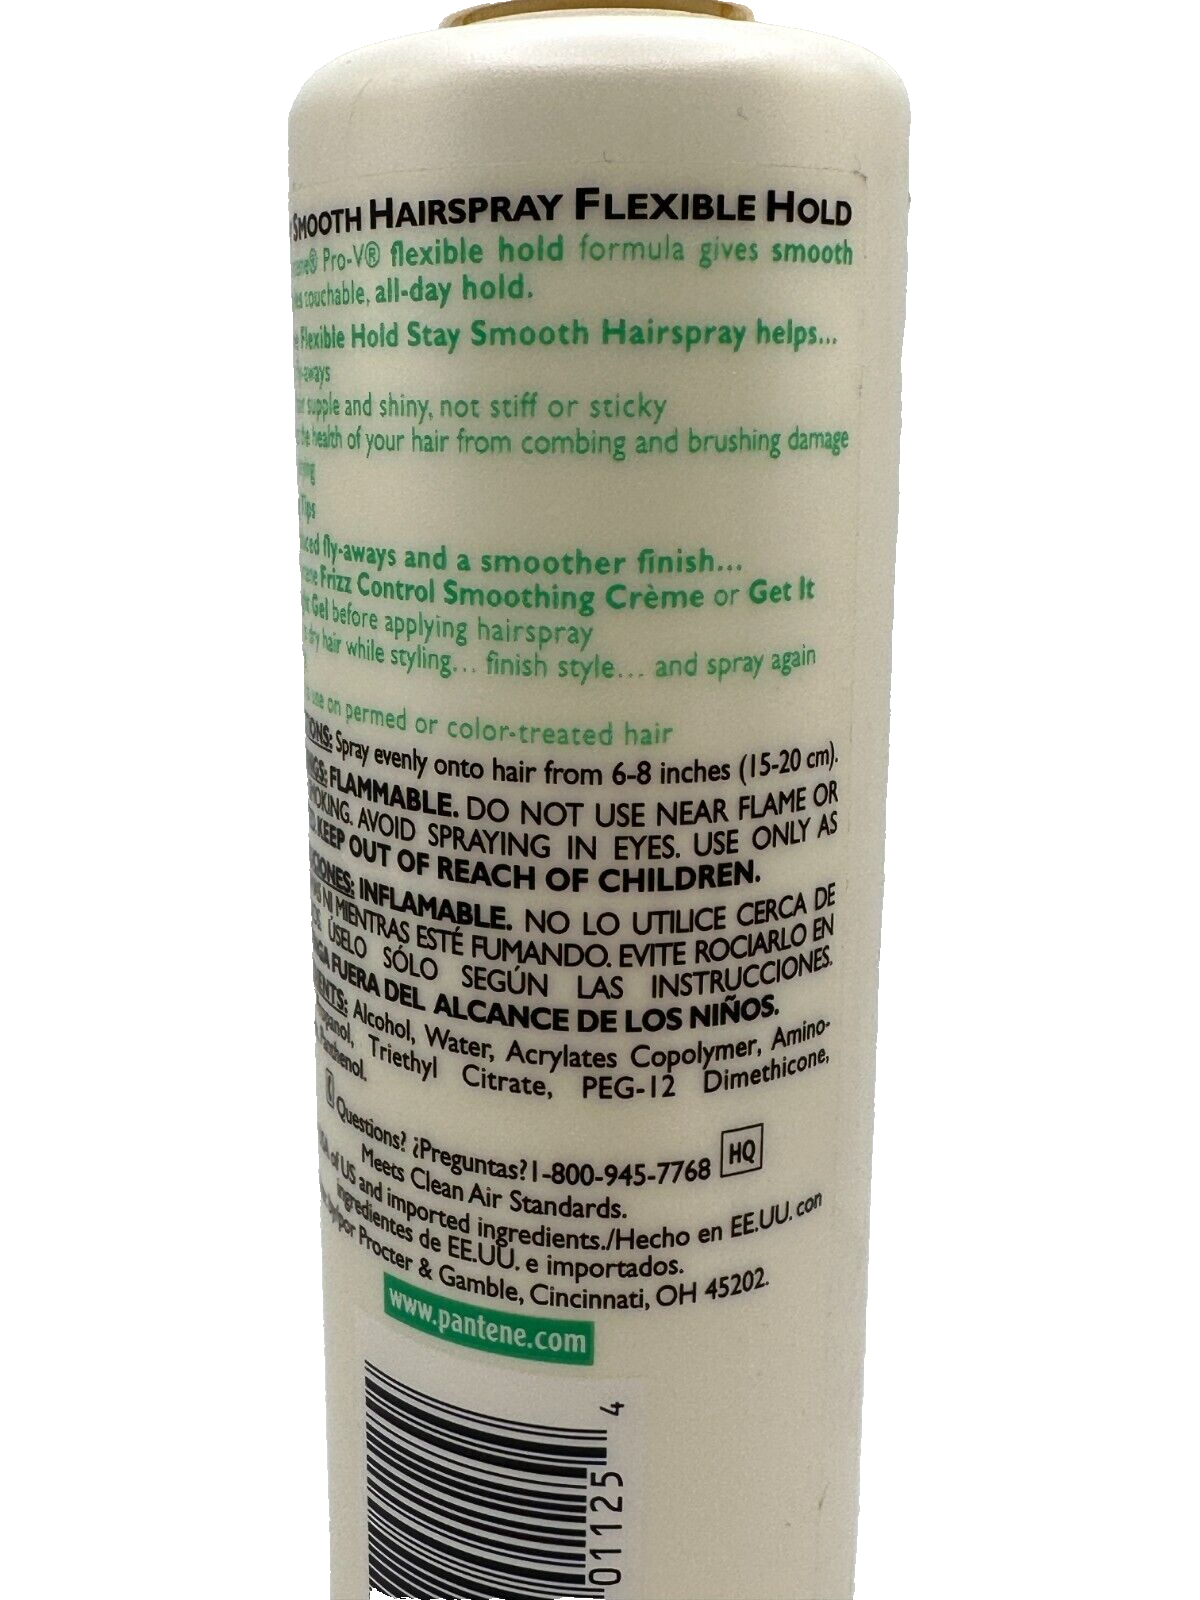 SMOOTH HAIRSPRAY FLEXIBLE HOLD
Pro-V® flexible hold formula gives smooth
touchable, all-day hold.
Flexible Hold Stay Smooth Hairspray helps...
-aways
supple and shiny, not stiff or sticky
the health of your hair from combing and brushing damage
Tips
fly-aways and a smoother finish...
Frizz Control Smoothing Crème or Get It
Gel before applying hairspray
dry hair while styling... finish style... and spray again
use on permed or color-treated hair
Spray evenly onto hair from 6-8 inches (15-20 cm).
FLAMMABLE. DO NOT USE NEAR FLAME OR
AVOID SPRAYING IN EYES. USE ONLY AS
KEEP OUT OF REACH OF CHILDREN.
INFLAMABLE. NO LO UTILICE CERCA DE
NI MIENTRAS ESTÉ FUMANDO. EVITE ROCIARLO EN
ÚSELO SÓLO SEGÚN LAS INSTRUCCIONES.
FUERA DEL ALCANCE DE LOS NIÑOS.
Alcohol, Water, Acrylates Copolymer, Amino-
Triethyl Citrate, PEG-12 Dimethicone,
Panthenol.
Questions? ¿Preguntas? 1-800-945-7768 HQ
Meets Clean Air Standards.
of US and imported ingredients./Hecho en EE.UU. con
ingredientes de EE.UU. e importados.
by/por Procter & Gamble, Cincinnati, OH 45202.
www.pantene.com
01125 4